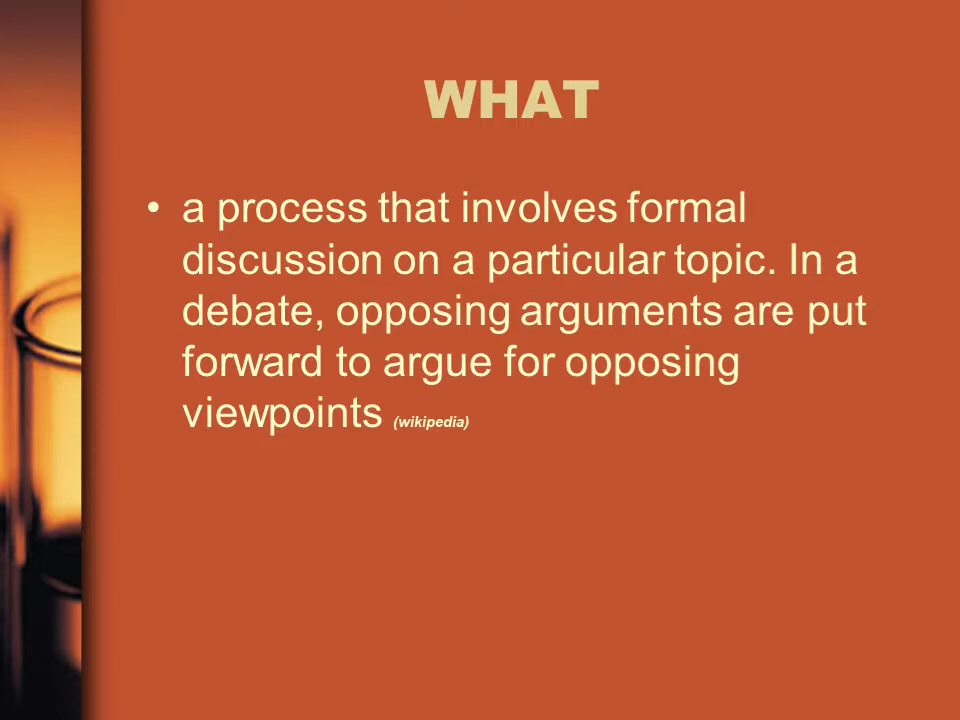 WHAT
• a process that involves formal
discussion on a particular topic. In a
debate, opposing arguments are put
forward to argue for opposing
viewpoints (wikipedia)